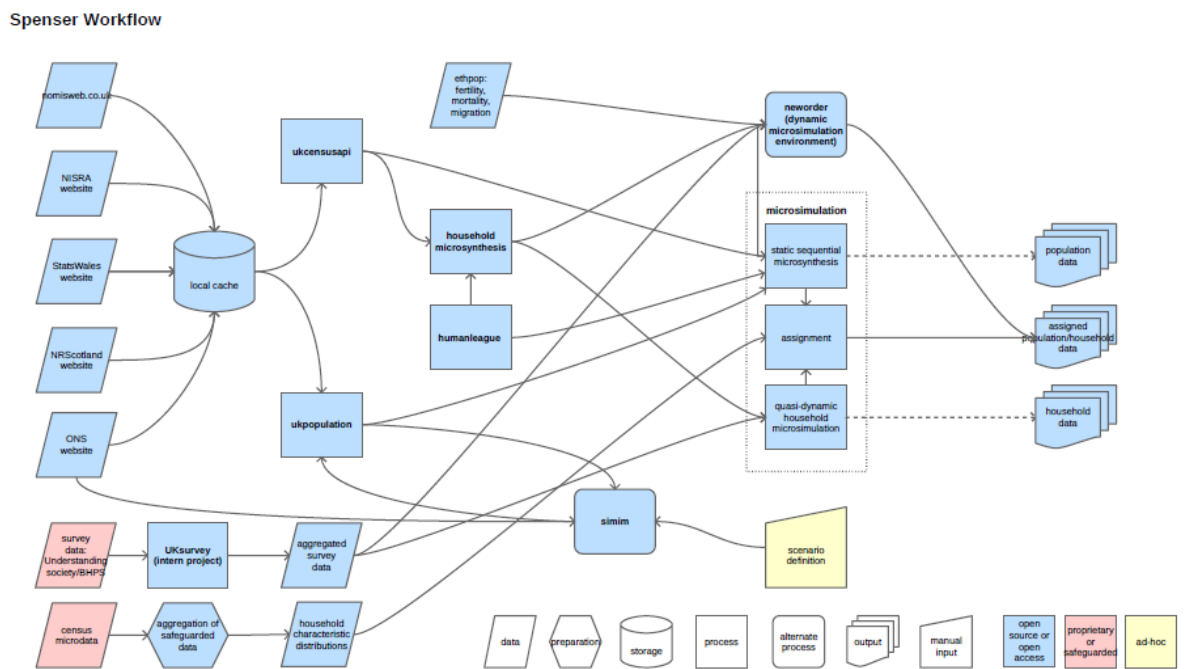 Spenser Workflow
nomisweb.co.uk
NISRA
website
StatsWales
website
NRScotland
website
ONS
website
local cache
ukcensusapi
ukpopulation
ethpop:
fertility,
mortality,
migration
household
microsynthesis
humanleague
neworder
(dynamic
microsimulation
environment)
microsimulation
static sequential
microsynthesis
assignment
quasi-dynamic
household
microsimulation
population
data
assigned
population/household
data
household
data
simim
scenario
definition
survey
data:
Understanding
society/BHPS
UKsurvey
(intern project)
aggregated
survey
data
census
microdata
aggregation of
safeguarded
data
household
characteristic
distributions
data
preparation
storage
process
alternate
process
output
manual
input
open
source or
open
access
proprietary
or
safeguarded
ad-hoc